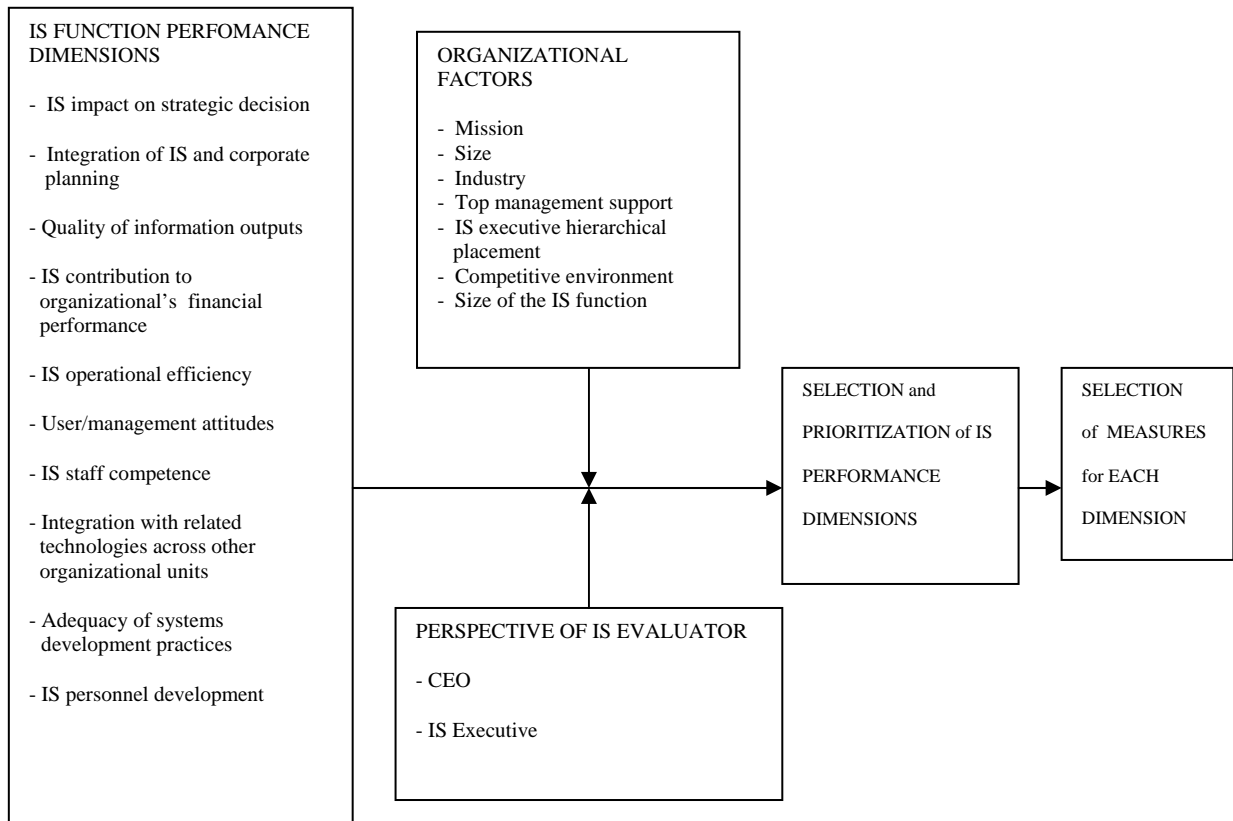 IS FUNCTION PERFOMANCE
DIMENSIONS
- IS impact on strategic decision
- Integration of IS and corporate
planning
- Quality of information outputs
- IS contribution to
organizational’s financial
performance
- IS operational efficiency
- User/management attitudes
- IS staff competence
- Integration with related
technologies across other
organizational units
- Adequacy of systems
development practices
- IS personnel development
ORGANIZATIONAL
FACTORS
- Mission
- Size
- Industry
- Top management support
- IS executive hierarchical
placement
- Competitive environment
- Size of the IS function
PERSPECTIVE OF IS EVALUATOR
- CEO
- IS Executive
SELECTION and
PRIORITIZATION of IS
PERFORMANCE
DIMENSIONS
SELECTION
of MEASURES
for EACH
DIMENSION